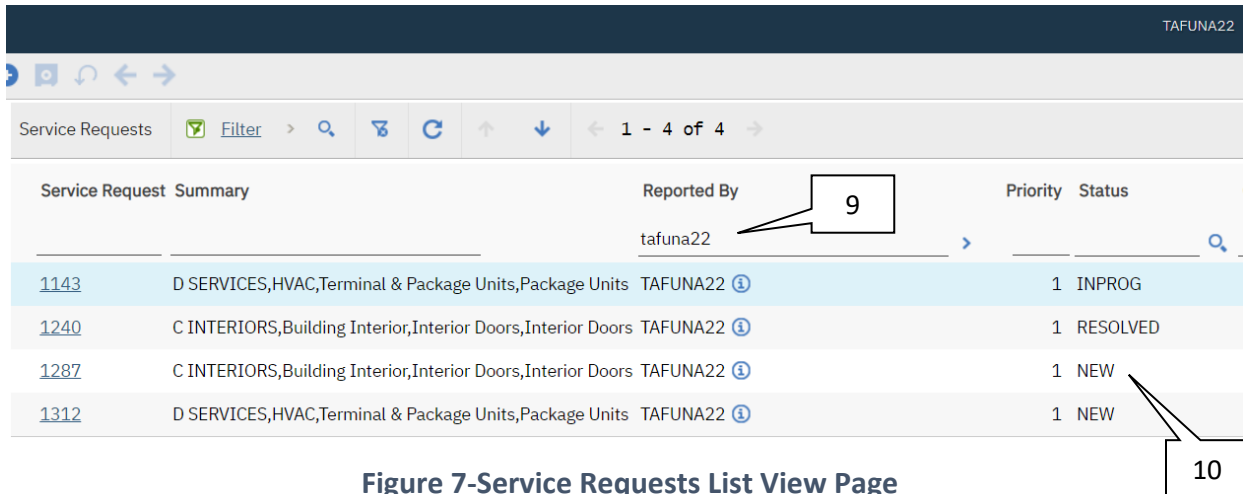 TAFUNA22
Service Requests Filter > 1 - 4 of 4
Service Request Summary Reported By Priority Status
9
tafuna22
1143 D SERVICES,HVAC,Terminal & Package Units,Package Units TAFUNA22 1 INPROG
1240 C INTERIORS,Building Interior,Interior Doors,Interior Doors TAFUNA22 1 RESOLVED
1287 C INTERIORS,Building Interior,Interior Doors,Interior Doors TAFUNA22 1 NEW
1312 D SERVICES,HVAC,Terminal & Package Units,Package Units TAFUNA22 1 NEW
10
Figure 7-Service Requests List View Page